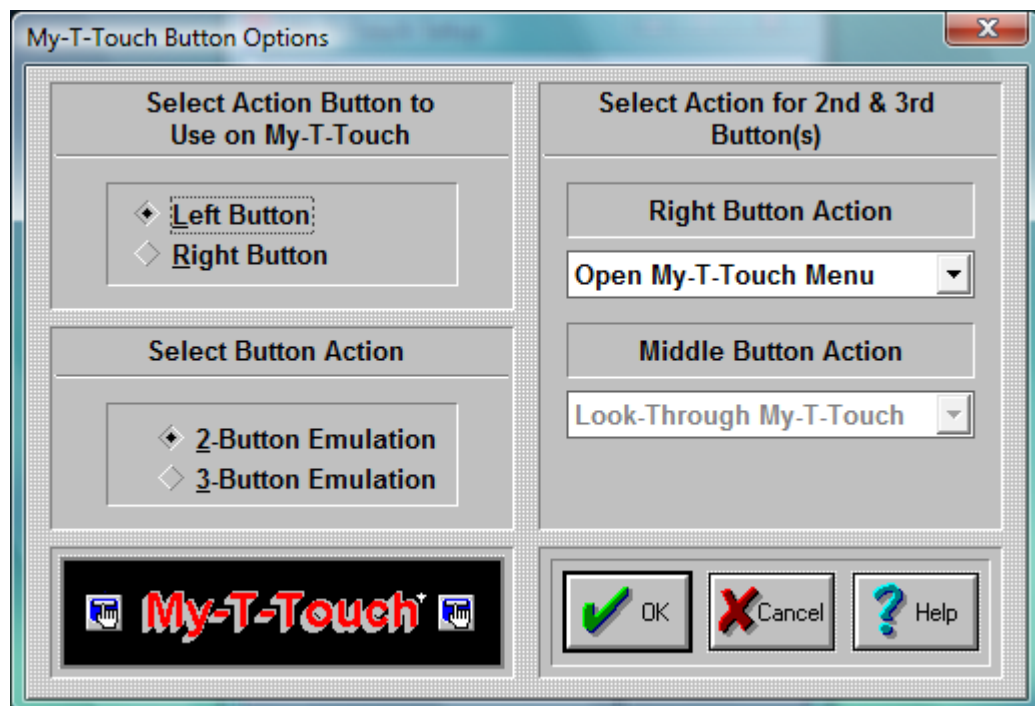 My-T-Touch Button Options
Select Action Button to
Use on My-T-Touch
Left Button
Right Button
Select Button Action
2-Button Emulation
3-Button Emulation
My-T-Touch
Select Action for 2nd & 3rd
Button(s)
Right Button Action
Open My-T-Touch Menu
Middle Button Action
Look-Through My-T-Touch
OK
Cancel
Help